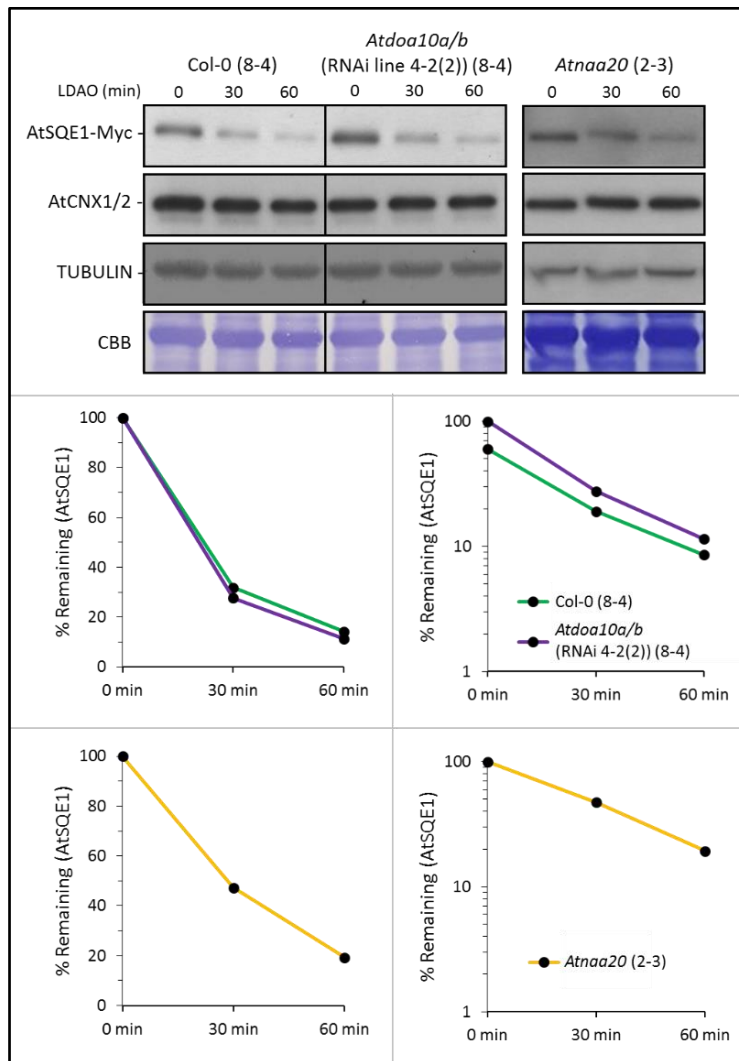 Atdoa10a/b
Col-0 (8-4) (RNAi line 4-2(2)) (8-4) Atnaa20 (2-3)
LDAO (min) 0 30 60 0 30 60 0 30 60
AtSQE1-Myc
AtCNX1/2
TUBULIN
CBB
% Remaining (AtSQE1)
100
80
60
40
20
0
0 min 30 min 60 min
% Remaining (AtSQE1)
100
10
1
Col-0 (8-4)
Atdoa10a/b
(RNAi 4-2(2)) (8-4)
0 min 30 min 60 min
% Remaining (AtSQE1)
100
80
60
40
20
0
0 min 30 min 60 min
% Remaining (AtSQE1)
100
10
1
Atnaa20 (2-3)
0 min 30 min 60 min